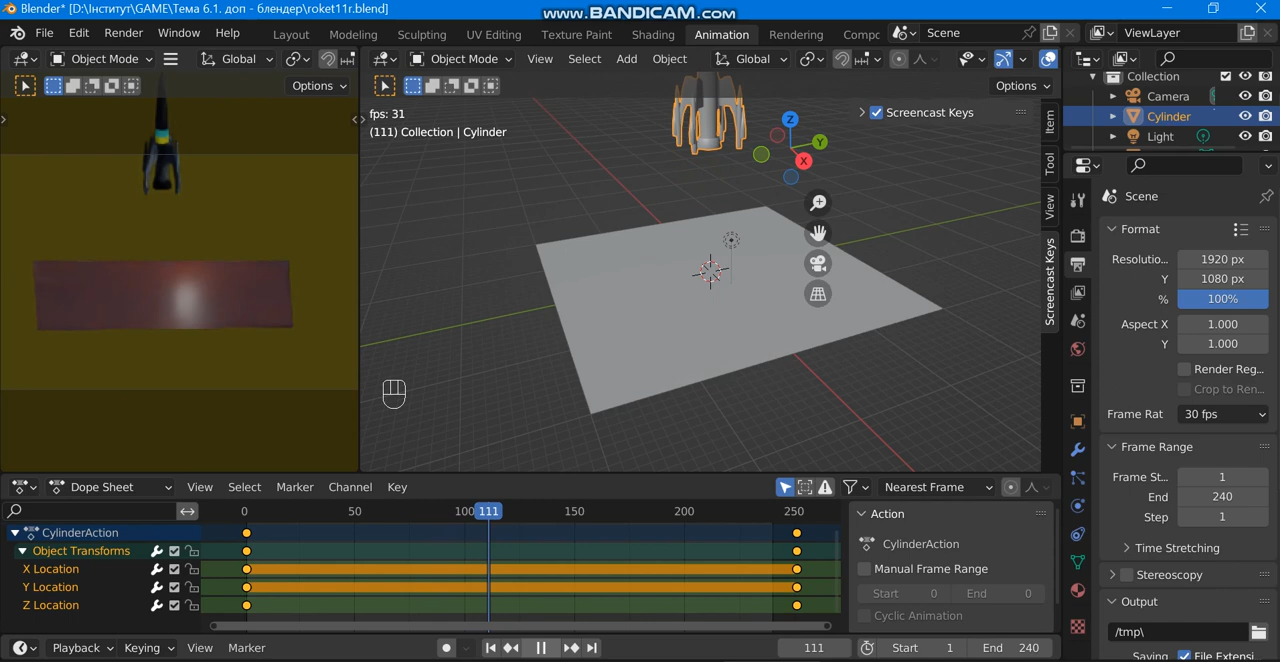 Blender* [D:\Інститут\GAME\Тема 6.1. доп - блендер\roket11r.blend]
www.BANDICAM.com
File Edit Render Window Help Layout Modeling Sculpting UV Editing Texture Paint Shading Animation Rendering Compc Scene ViewLayer
Object Mode Global Object Mode View Select Add Object Global
Options Options
Collection
Camera
Cylinder
Light
fps: 31
(111) Collection | Cylinder
Screencast Keys
Z
Y
X
Item
Tool
View
Screencast Keys
Scene
Format
Resolutio... 1920 px
Y 1080 px
% 100%
Aspect X 1.000
Y 1.000
Render Reg...
Crop to Ren...
Frame Rat 30 fps
Frame Range
Frame St... 1
End 240
Step 1
Time Stretching
Stereoscopy
Output
/tmp\
Saving File Extensi
Dope Sheet View Select Marker Channel Key Nearest Frame
0 50 100 111 150 200 250
CylinderAction
Object Transforms
X Location
Y Location
Z Location
Action
CylinderAction
Manual Frame Range
Start 0 End 0
Cyclic Animation
Playback Keying View Marker 111 Start 1 End 240